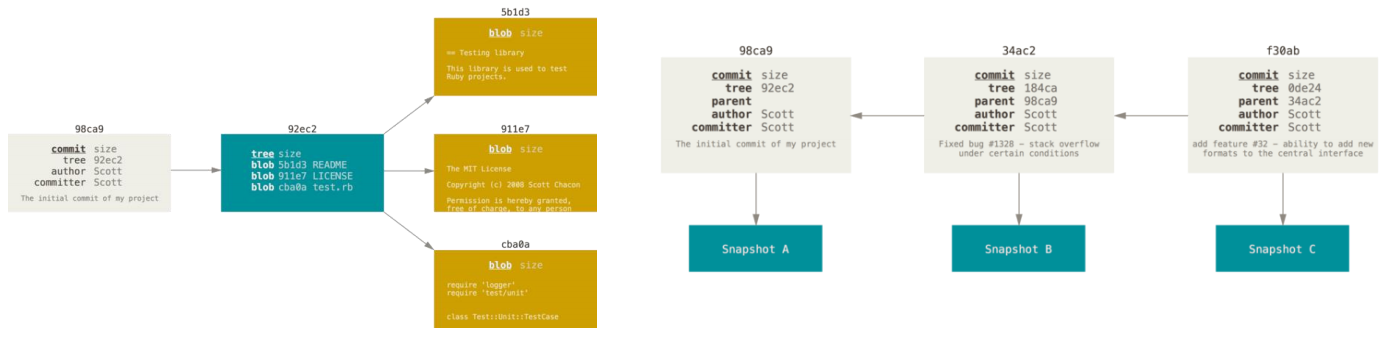 98ca9
commit size
tree 92ec2
author Scott
committer Scott
The initial commit of my project
92ec2
tree size
blob 5b1d3 README
blob 911e7 LICENSE
blob cba0a test.rb
5b1d3
blob size
== Testing library
This library is used to test
Ruby projects.
911e7
blob size
The MIT License
Copyright (c) 2008 Scott Chacon
Permission is hereby granted,
free of charge, to any person
cba0a
blob size
require 'logger'
require 'test/unit'
class Test::Unit::TestCase
98ca9
commit size
tree 92ec2
parent
author Scott
committer Scott
The initial commit of my project
Snapshot A
34ac2
commit size
tree 184ca
parent 98ca9
author Scott
committer Scott
Fixed bug #1328 – stack overflow
under certain conditions
Snapshot B
f30ab
commit size
tree 0de24
parent 34ac2
author Scott
committer Scott
add feature #32 – ability to add new
formats to the central interface
Snapshot C